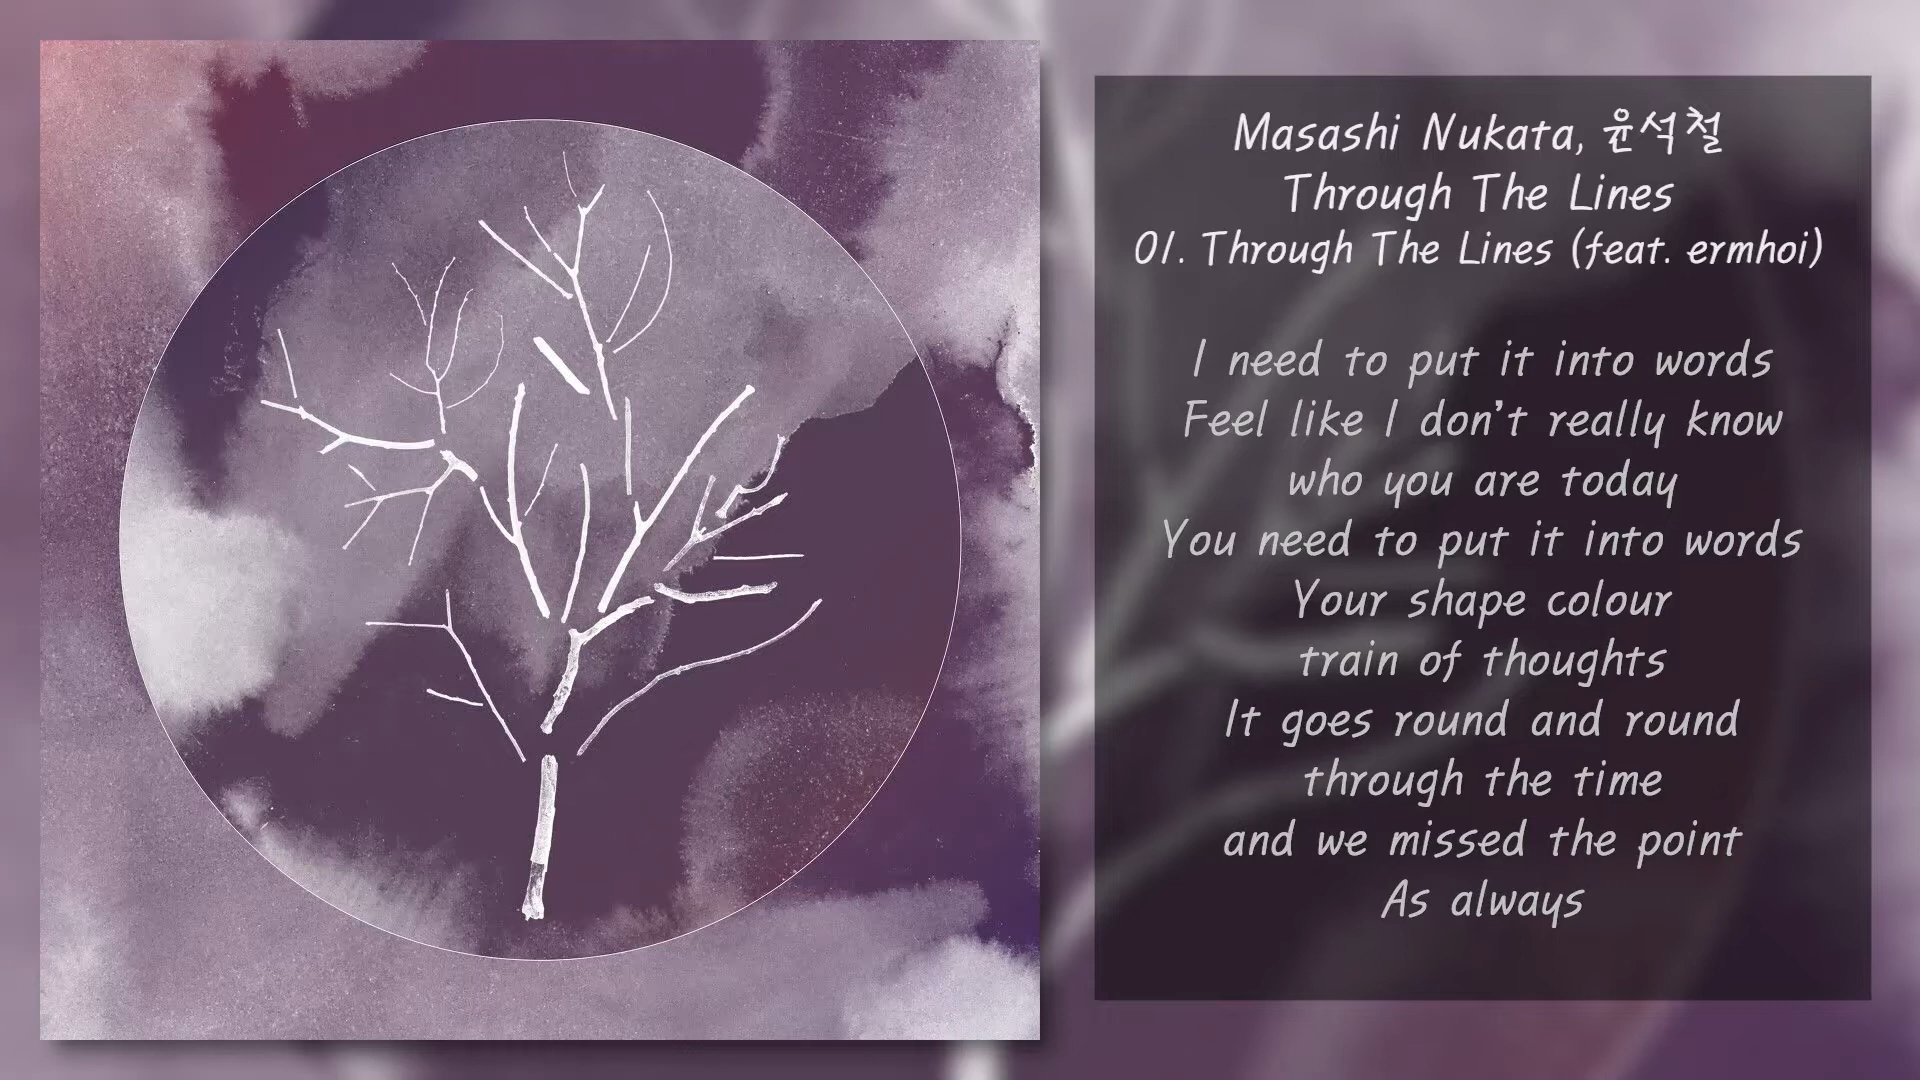 Masashi Nukata, 윤석철
Through The Lines
01. Through The Lines (feat. ermhoi)
I need to put it into words
Feel like I don't really know
who you are today
You need to put it into words
Your shape colour
train of thoughts
It goes round and round
through the time
and we missed the point
As always